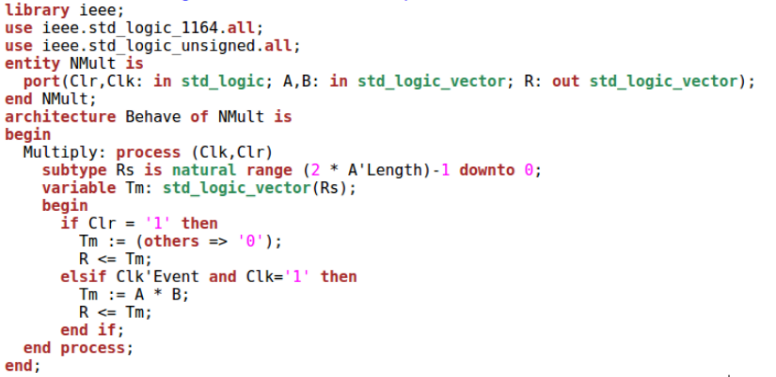 library ieee;
use ieee.std_logic_1164.all;
use ieee.std_logic_unsigned.all;
entity NMult is
  port(Clr,Clk: in std_logic; A,B: in std_logic_vector; R: out std_logic_vector);
end NMult;
architecture Behave of NMult is
begin
  Multiply: process (Clk,Clr)
    subtype Rs is natural range (2 * A'Length)-1 downto 0;
    variable Tm: std_logic_vector(Rs);
    begin
      if Clr = '1' then
        Tm := (others => '0');
        R <= Tm;
      elsif Clk'Event and Clk='1' then
        Tm := A * B;
        R <= Tm;
      end if;
  end process;
end;